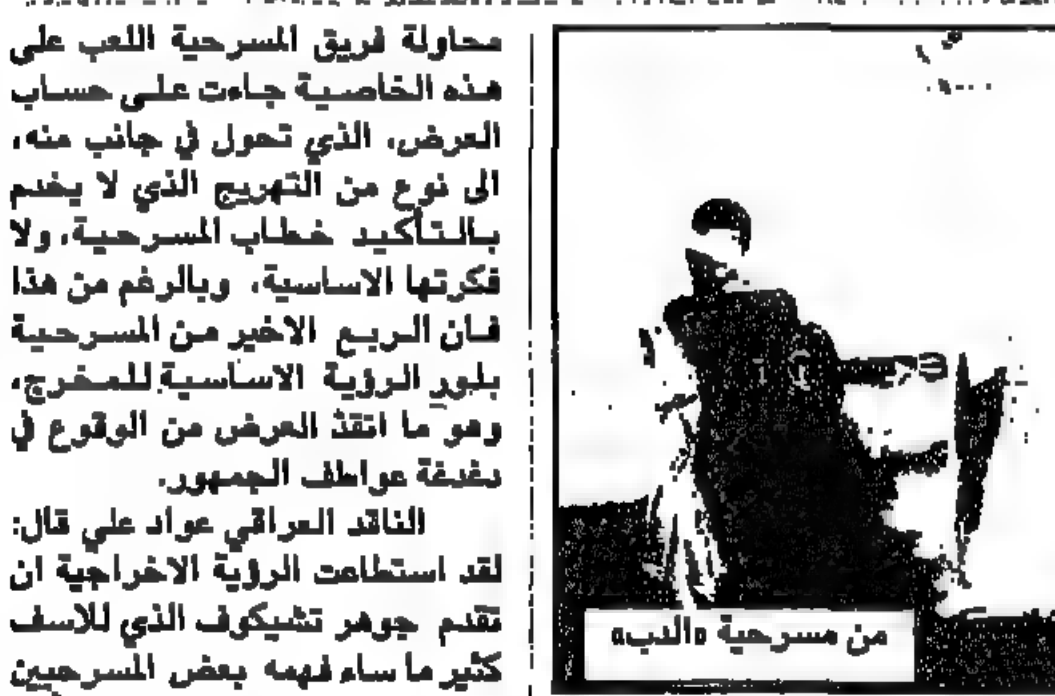 محاولة فريق المسرحية اللعب على
هذه الخاصية جاءت على حساب
العرض، الذي تحول في جانب منه،
الى نوع من التهريج الذي لا يخدم
بالتأكيد خطاب المسرحية، ولا
فكرتها الاساسية، وبالرغم من هذا
فان الربع الاخير من المسرحية
بلور الرؤية الاساسية للمخرج،
وهو ما انقذ العرض من الوقوع في
دغدغة عواطف الجمهور.
الناقد العراقي عواد علي قال:
لقد استطاعت الرؤية الاخراجية ان
تقدم جوهر تشيكوف الذي للاسف
كثير ما ساء فهمه بعض المسرحيين
من مسرحية «الدب»